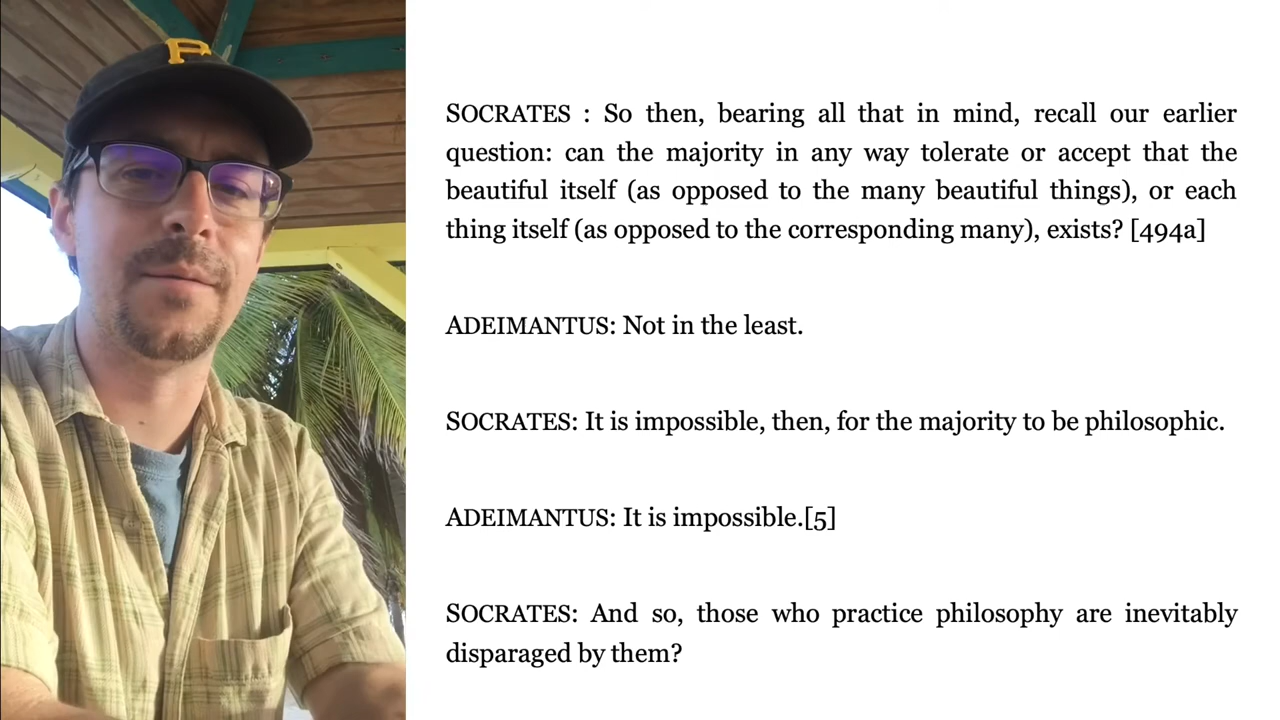 P
SOCRATES : So then, bearing all that in mind, recall our earlier
question: can the majority in any way tolerate or accept that the
beautiful itself (as opposed to the many beautiful things), or each
thing itself (as opposed to the corresponding many), exists? [494a]
ADEIMANTUS: Not in the least.
SOCRATES: It is impossible, then, for the majority to be philosophic.
ADEIMANTUS: It is impossible.[5]
SOCRATES: And so, those who practice philosophy are inevitably
disparaged by them?